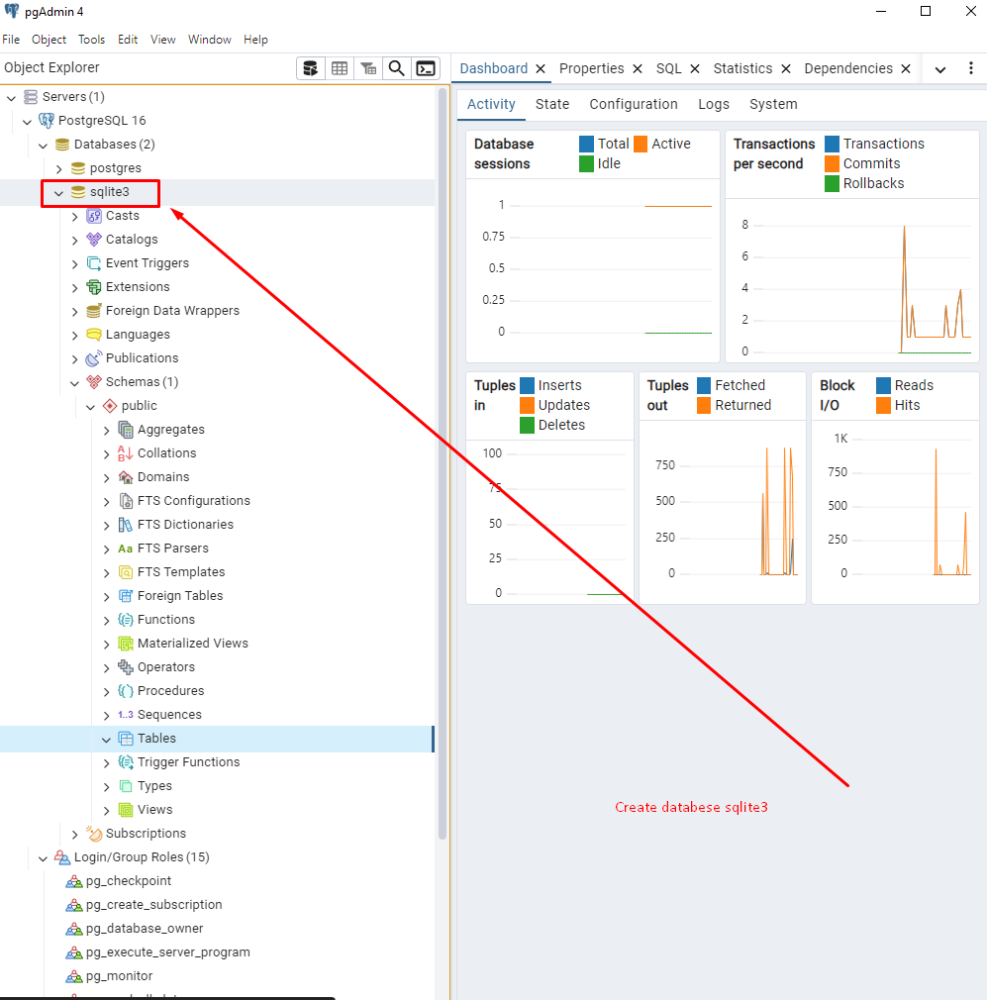 pgAdmin 4
File Object Tools Edit View Window Help
Object Explorer
Servers (1)
PostgreSQL 16
Databases (2)
postgres
sqlite3
Casts
Catalogs
Event Triggers
Extensions
Foreign Data Wrappers
Languages
Publications
Schemas (1)
public
Aggregates
Collations
Domains
FTS Configurations
FTS Dictionaries
Aa FTS Parsers
FTS Templates
Foreign Tables
Functions
Materialized Views
Operators
Procedures
1..3 Sequences
Tables
Trigger Functions
Types
Views
Subscriptions
Login/Group Roles (15)
pg_checkpoint
pg_create_subscription
pg_database_owner
pg_execute_server_program
pg_monitor
Dashboard Properties SQL Statistics Dependencies
Activity State Configuration Logs System
Database sessions
Total Active
Idle
1
0.75
0.5
0.25
0
Transactions per second
Transactions
Commits
Rollbacks
8
6
4
2
0
Tuples in
Inserts
Updates
Deletes
100
75
50
25
0
Tuples out
Fetched
Returned
750
500
250
0
Block I/O
Reads
Hits
1K
750
500
250
0
Create databese sqlite3